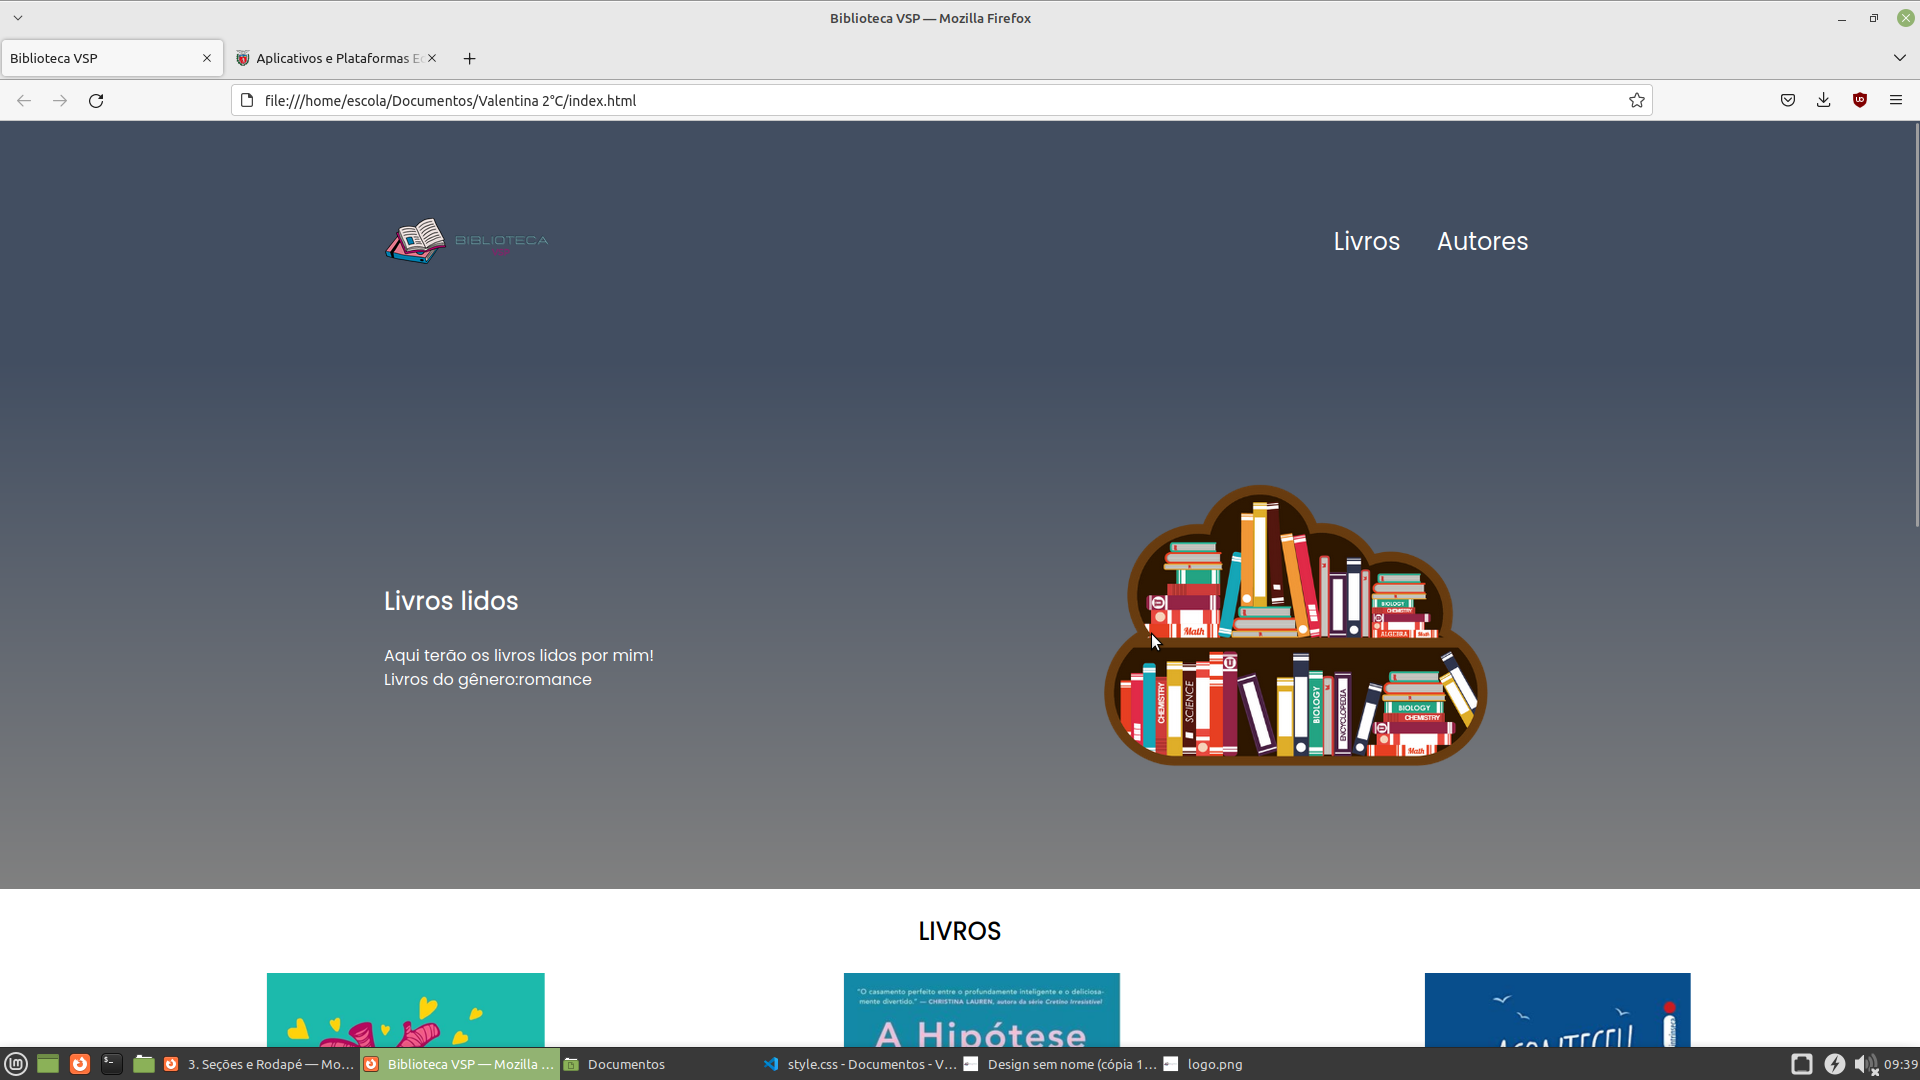 Biblioteca VSP — Mozilla Firefox
Biblioteca VSP
Aplicativos e Plataformas E
file:///home/escola/Documentos/Valentina 2°C/index.html
BIBLIOTECA
Livros
Autores
Livros lidos
Aqui terão os livros lidos por mim!
Livros do gênero:romance
Math
BIOLOGY
CHEMISTRY
ALGEBRA
Math
CHEMISTRY
SCIENCE
BIOLOGY
ENCYCLOPEDIA
BIOLOGY
CHEMISTRY
Math
LIVROS
"O casamento perfeito entre o profundamente inteligente e o deliciosa-
mente divertido." — CHRISTINA LAUREN, autora da série Cretino Irresistível
A Hipótese
ACONTECEU
3. Seções e Rodapé — Mo...
Biblioteca VSP — Mozilla ...
Documentos
style.css - Documentos - V...
Design sem nome (cópia 1...
logo.png
09:39